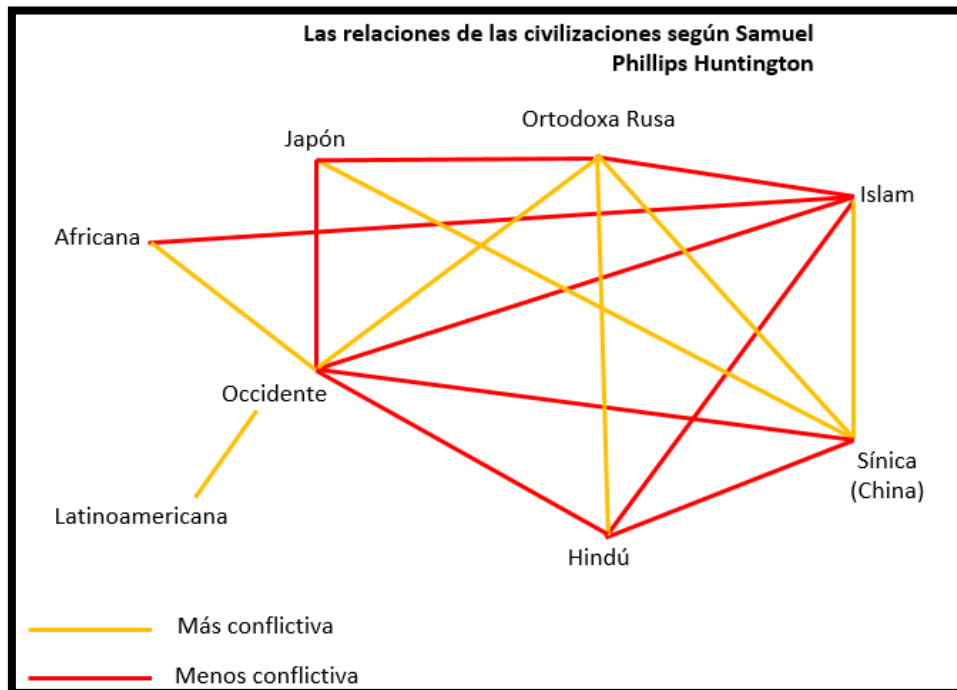 Las relaciones de las civilizaciones según Samuel
Phillips Huntington
Ortodoxa Rusa
Japón
Islam
Africana
Occidente
Sínica
(China)
Latinoamericana
Hindú
Más conflictiva
Menos conflictiva